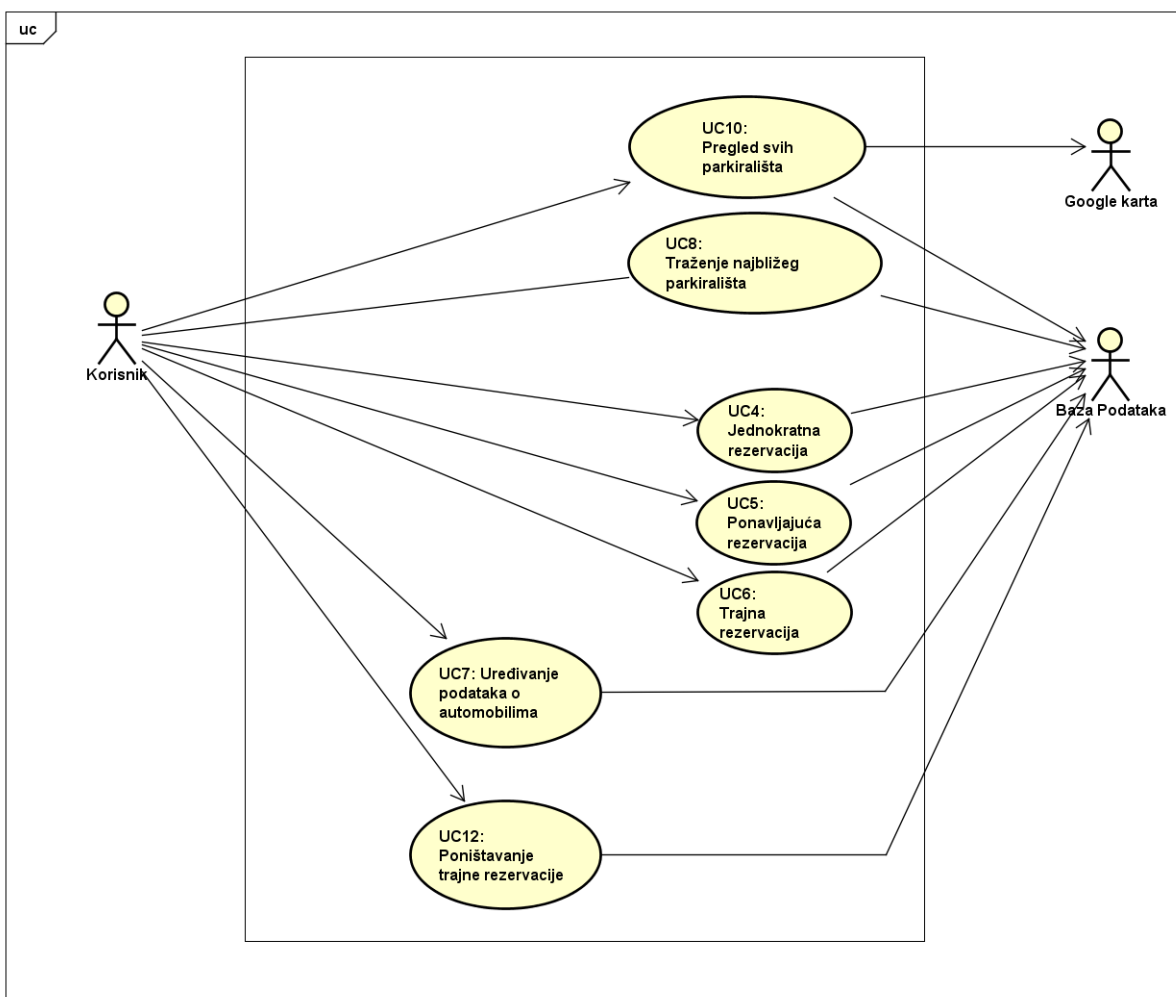 uc
UC10:
Pregled svih
parkirališta
Google karta
UC8:
Traženje najbližeg
parkirališta
Korisnik
Baza Podataka
UC4:
Jednokratna
rezervacija
UC5:
Ponavljajuća
rezervacija
UC6:
Trajna
rezervacija
UC7: Uređivanje
podataka o
automobilima
UC12:
Poništavanje
trajne rezervacije